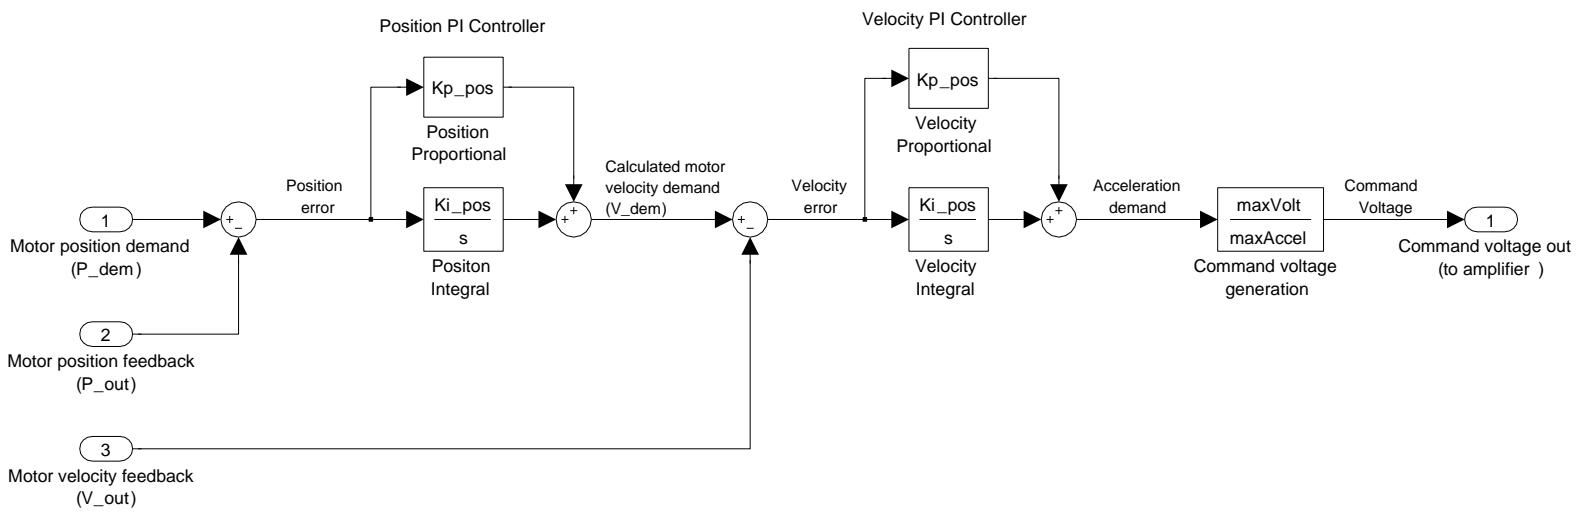 Position PI Controller
Velocity PI Controller
Kp_pos
Position
Proportional
Kp_pos
Velocity
Proportional
Position
error
Calculated motor
velocity demand
(V_dem)
Velocity
error
Acceleration
demand
Command
Voltage
1
Motor position demand
(P_dem)
+
−
Ki_pos
s
Positon
Integral
+
+
+
−
Ki_pos
s
Velocity
Integral
+
+
maxVolt
maxAccel
Command voltage
generation
1
Command voltage out
(to amplifier )
2
Motor position feedback
(P_out)
3
Motor velocity feedback
(V_out)